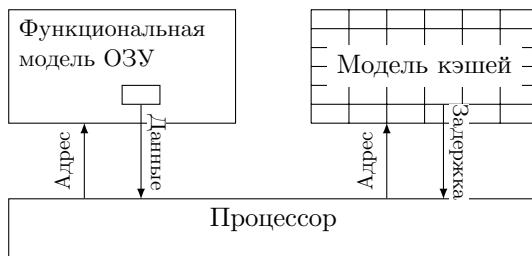 Функциональная
модель ОЗУ
Модель кэшей
Адрес
Данные
Адрес
Задержка
Процессор